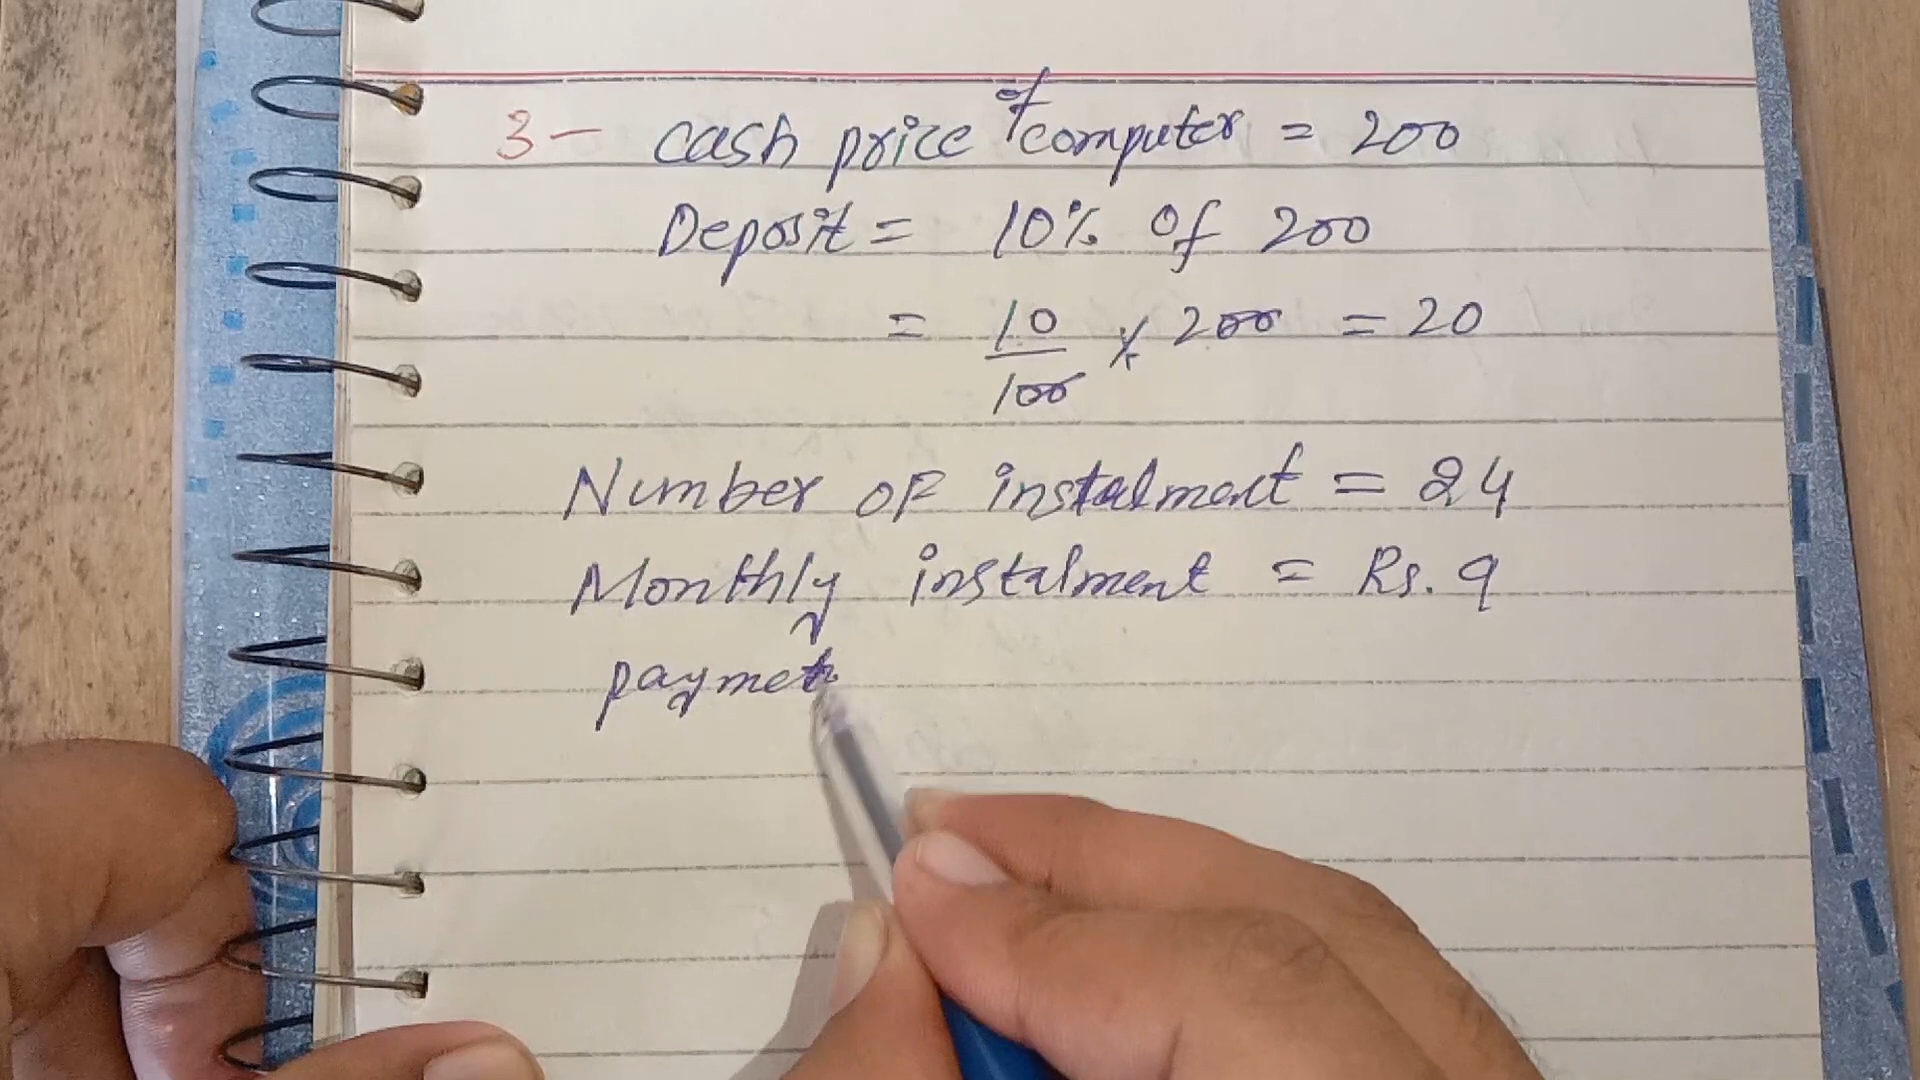 3- cash price of computer = 200
Deposit = 10% of 200
= 10/100 × 200 = 20
Number of instalment = 24
Monthly instalment = Rs. 9
paymet